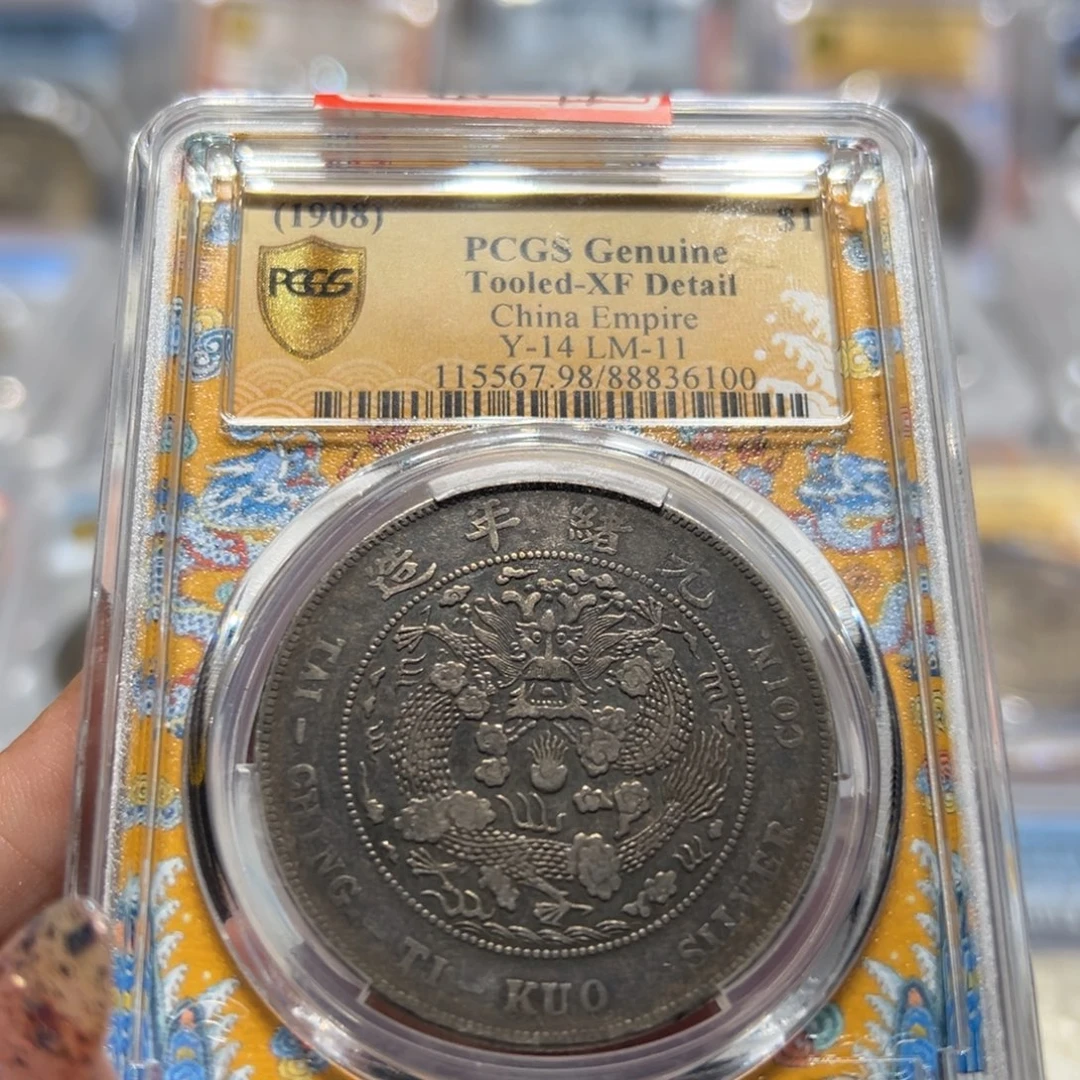 (1908) $1
PCGS
PCGS Genuine
Tooled-XF Detail
China Empire
Y-14 LM-11
115567.98/88836100
光緒年造
TAI-CHING-TI-KUO SILVER COIN